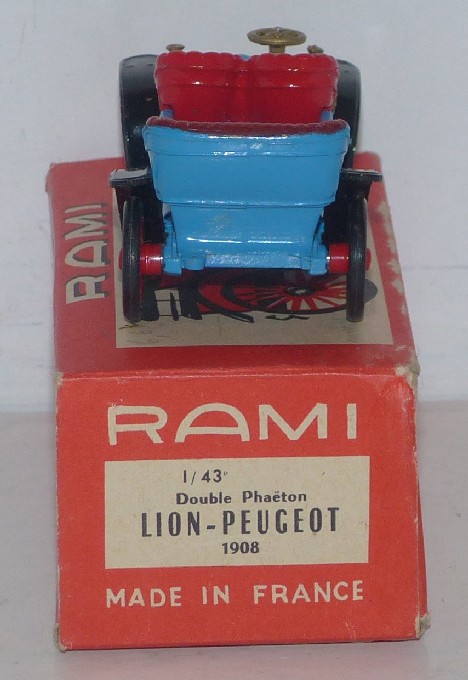 RAMI
RAMI
1/43e
Double Phaëton
LION-PEUGEOT
1908
MADE IN FRANCE